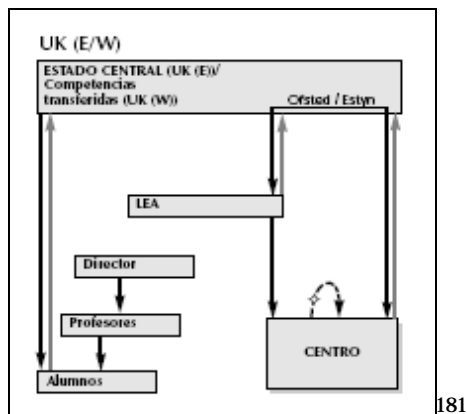 UK (E/W)
ESTADO CENTRAL (UK (E))/
Competencias
transferidas (UK (W))
Ofsted / Estyn
LEA
Director
Profesores
CENTRO
Alumnos
181